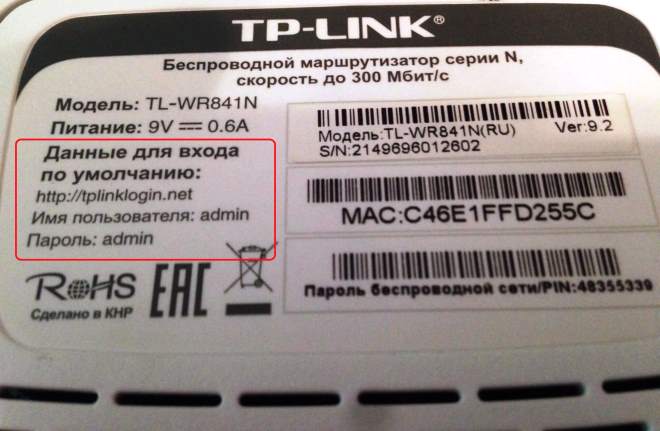 TP-LINK®
Беспроводной маршрутизатор серии N,
скорость до 300 Мбит/с
Модель: TL-WR841N
Питание: 9V ⎓ 0.6A
Данные для входа
по умолчанию:
http://tplinklogin.net
Имя пользователя: admin
Пароль: admin
RoHS
Сделано в КНР
EAC
Модель:TL-WR841N(RU) Ver:9.2
S/N:2149696012602
MAC:C46E1FFD255C
Пароль беспроводной сети/PIN:48355339